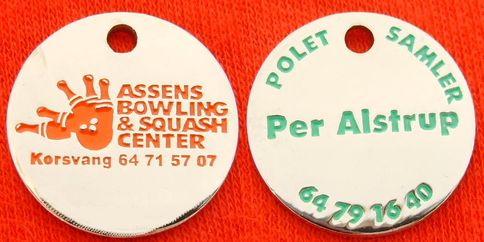 ASSENS
BOWLING
& SQUASH
CENTER
Korsvang 64 71 57 07
POLET SAMLER
Per Alstrup
64 79 16 40